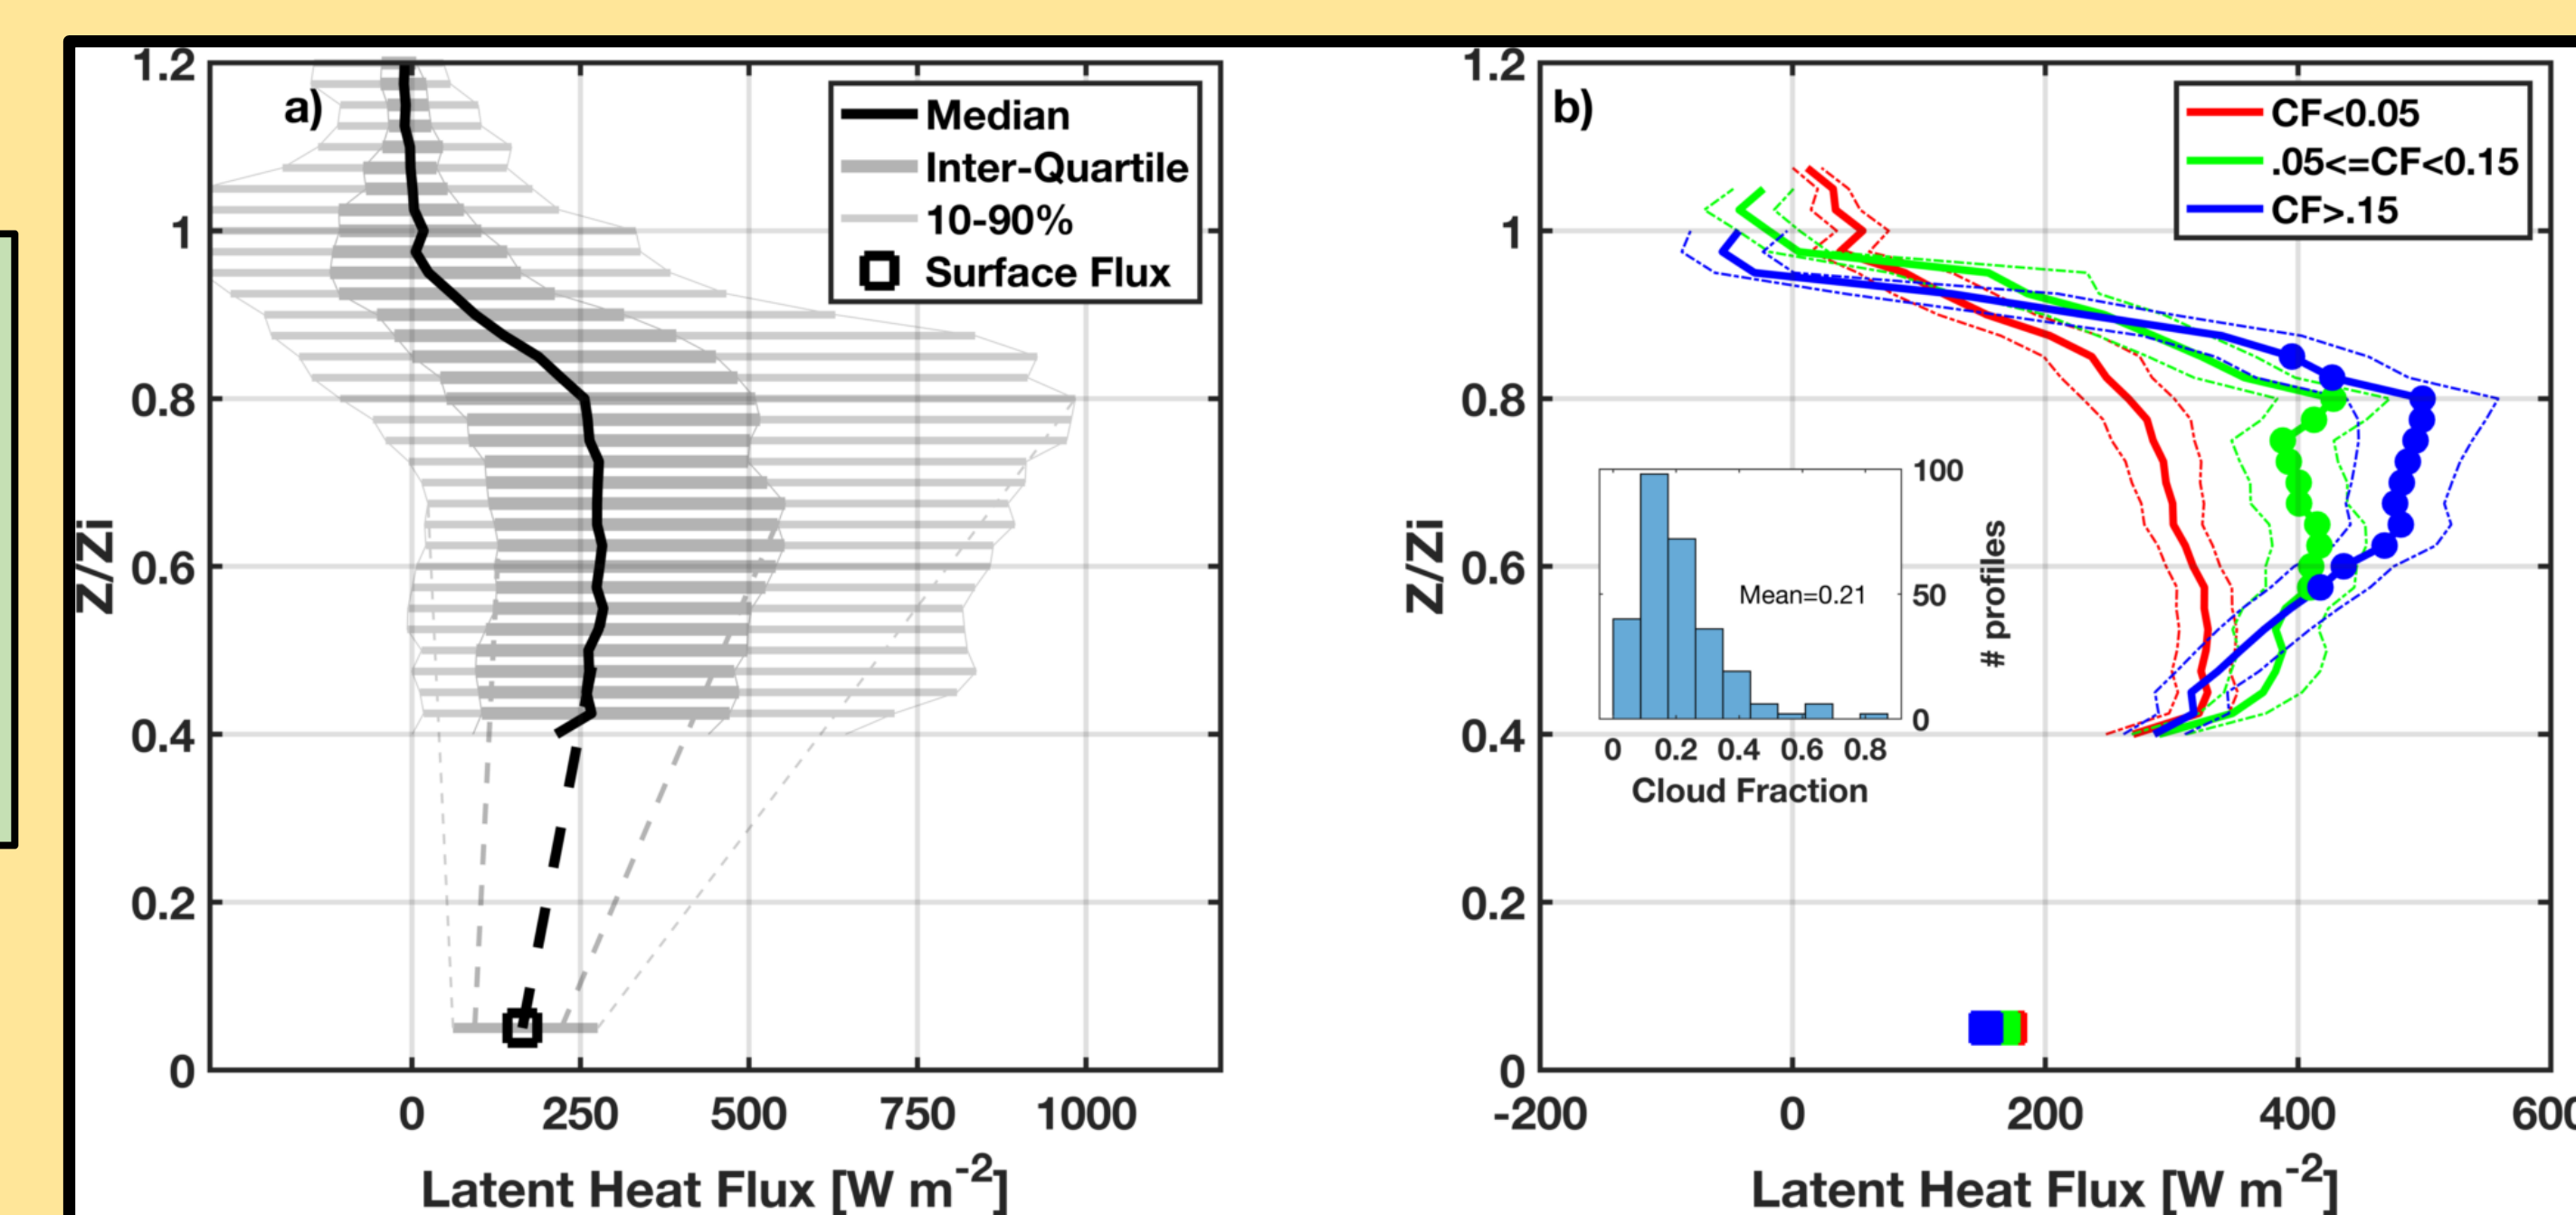 a)
Median
Inter-Quartile
10-90%
Surface Flux
1.2
1
0.8
0.6
0.4
0.2
0
Z/Zi
0 250 500 750 1000
Latent Heat Flux [W m-2]
b)
CF<0.05
.05<=CF<0.15
CF>.15
1.2
1
0.8
0.6
0.4
0.2
0
Z/Zi
Mean=0.21
100
50
0
# profiles
0 0.2 0.4 0.6 0.8
Cloud Fraction
-200 0 200 400 600
Latent Heat Flux [W m-2]